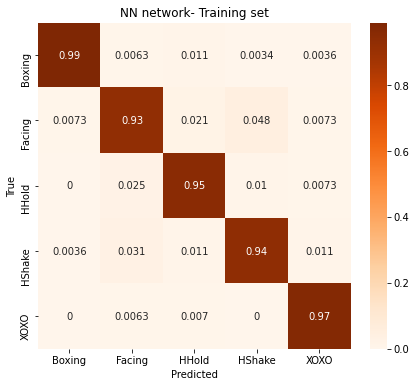 NN network- Training set
Boxing 0.99 0.0063 0.011 0.0034 0.0036
Facing 0.0073 0.93 0.021 0.048 0.0073
HHold 0 0.025 0.95 0.01 0.0073
HShake 0.0036 0.031 0.011 0.94 0.011
XOXO 0 0.0063 0.007 0 0.97
True
Boxing Facing HHold HShake XOXO
Predicted
0.8
0.6
0.4
0.2
0.0